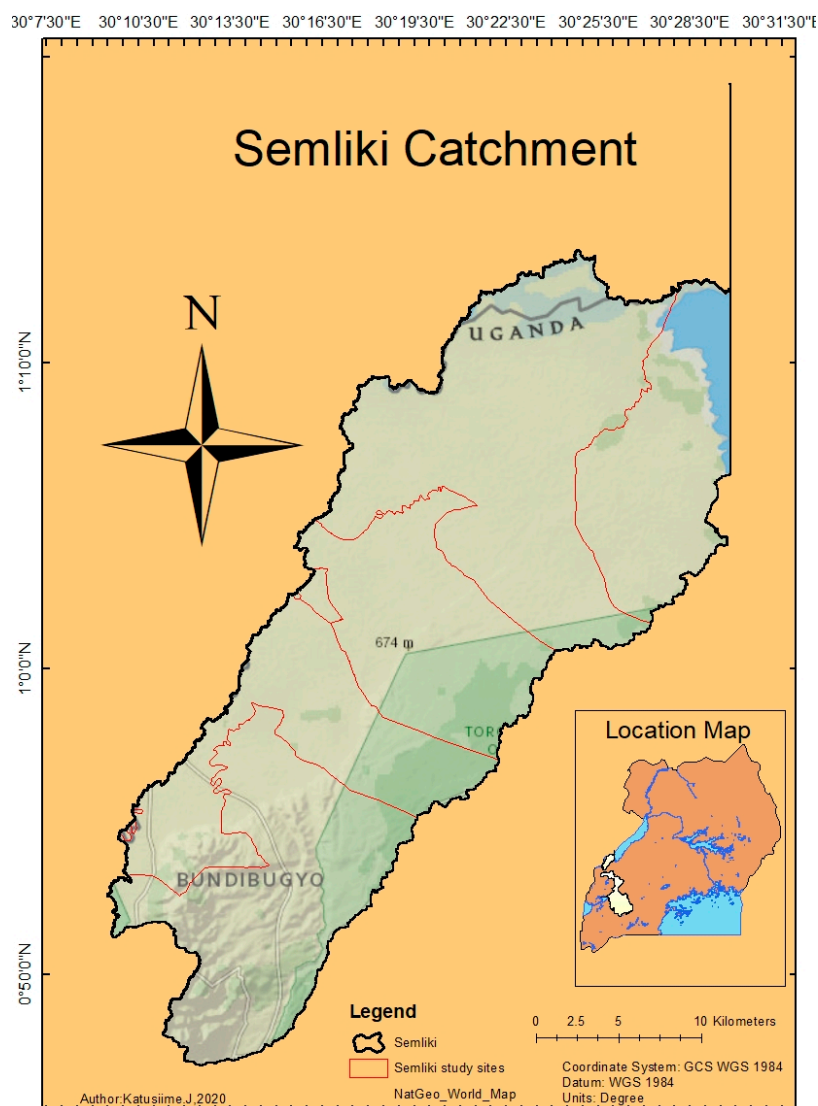 30°7'30"E 30°10'30"E 30°13'30"E 30°16'30"E 30°19'30"E 30°22'30"E 30°25'30"E 30°28'30"E 30°31'30"E
Semliki Catchment
N
UGANDA
1°10'0"N
674 m
1°0'0"N
TOR
Location Map
BUNDIBUGYO
0°50'0"N
Legend
Semliki
Semliki study sites
NatGeo_World_Map
0 2.5 5 10 Kilometers
Coordinate System: GCS WGS 1984
Datum: WGS 1984
Units: Degree
Author:Katusiime.J,2020